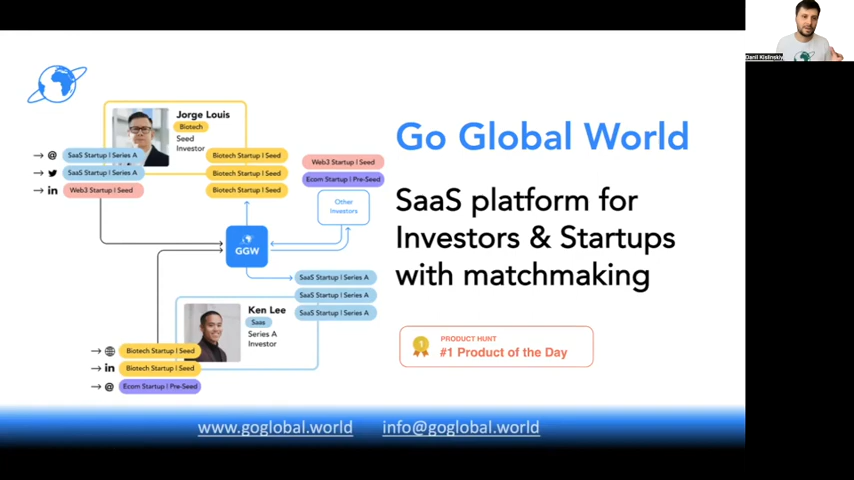 Danil Kislinskiy
Jorge Louis
Biotech
Seed
Investor
@ SaaS Startup | Series A
SaaS Startup | Series A
in Web3 Startup | Seed
Biotech Startup | Seed
Biotech Startup | Seed
Biotech Startup | Seed
Web3 Startup | Seed
Ecom Startup | Pre-Seed
Other
Investors
GGW
SaaS Startup | Series A
SaaS Startup | Series A
SaaS Startup | Series A
Ken Lee
Saas
Series A
Investor
Biotech Startup | Seed
in Biotech Startup | Seed
@ Ecom Startup | Pre-Seed
Go Global World
SaaS platform for
Investors & Startups
with matchmaking
1
PRODUCT HUNT
#1 Product of the Day
www.goglobal.world info@goglobal.world